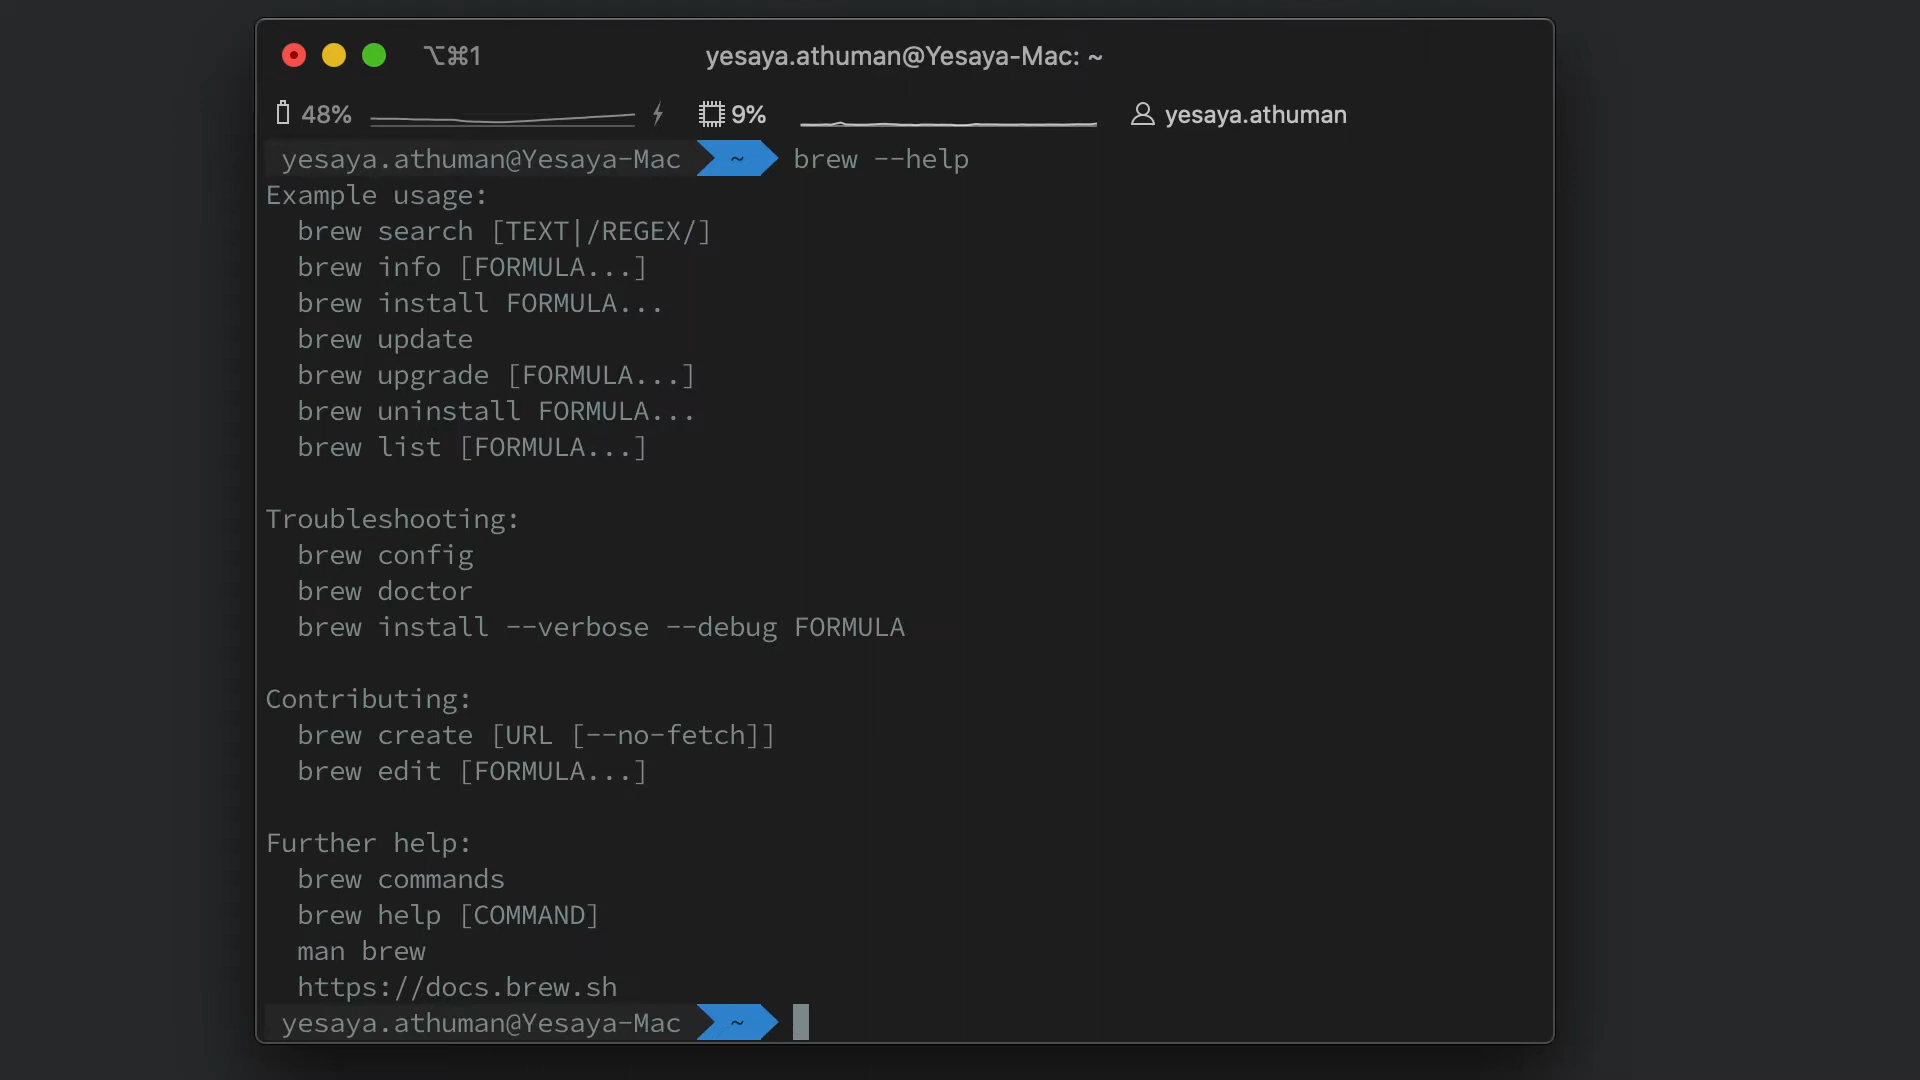 ⌥⌘1
yesaya.athuman@Yesaya-Mac: ~
48%
9%
yesaya.athuman
yesaya.athuman@Yesaya-Mac ~ brew --help
Example usage:
  brew search [TEXT|/REGEX/]
  brew info [FORMULA...]
  brew install FORMULA...
  brew update
  brew upgrade [FORMULA...]
  brew uninstall FORMULA...
  brew list [FORMULA...]
Troubleshooting:
  brew config
  brew doctor
  brew install --verbose --debug FORMULA
Contributing:
  brew create [URL [--no-fetch]]
  brew edit [FORMULA...]
Further help:
  brew commands
  brew help [COMMAND]
  man brew
  https://docs.brew.sh
yesaya.athuman@Yesaya-Mac ~